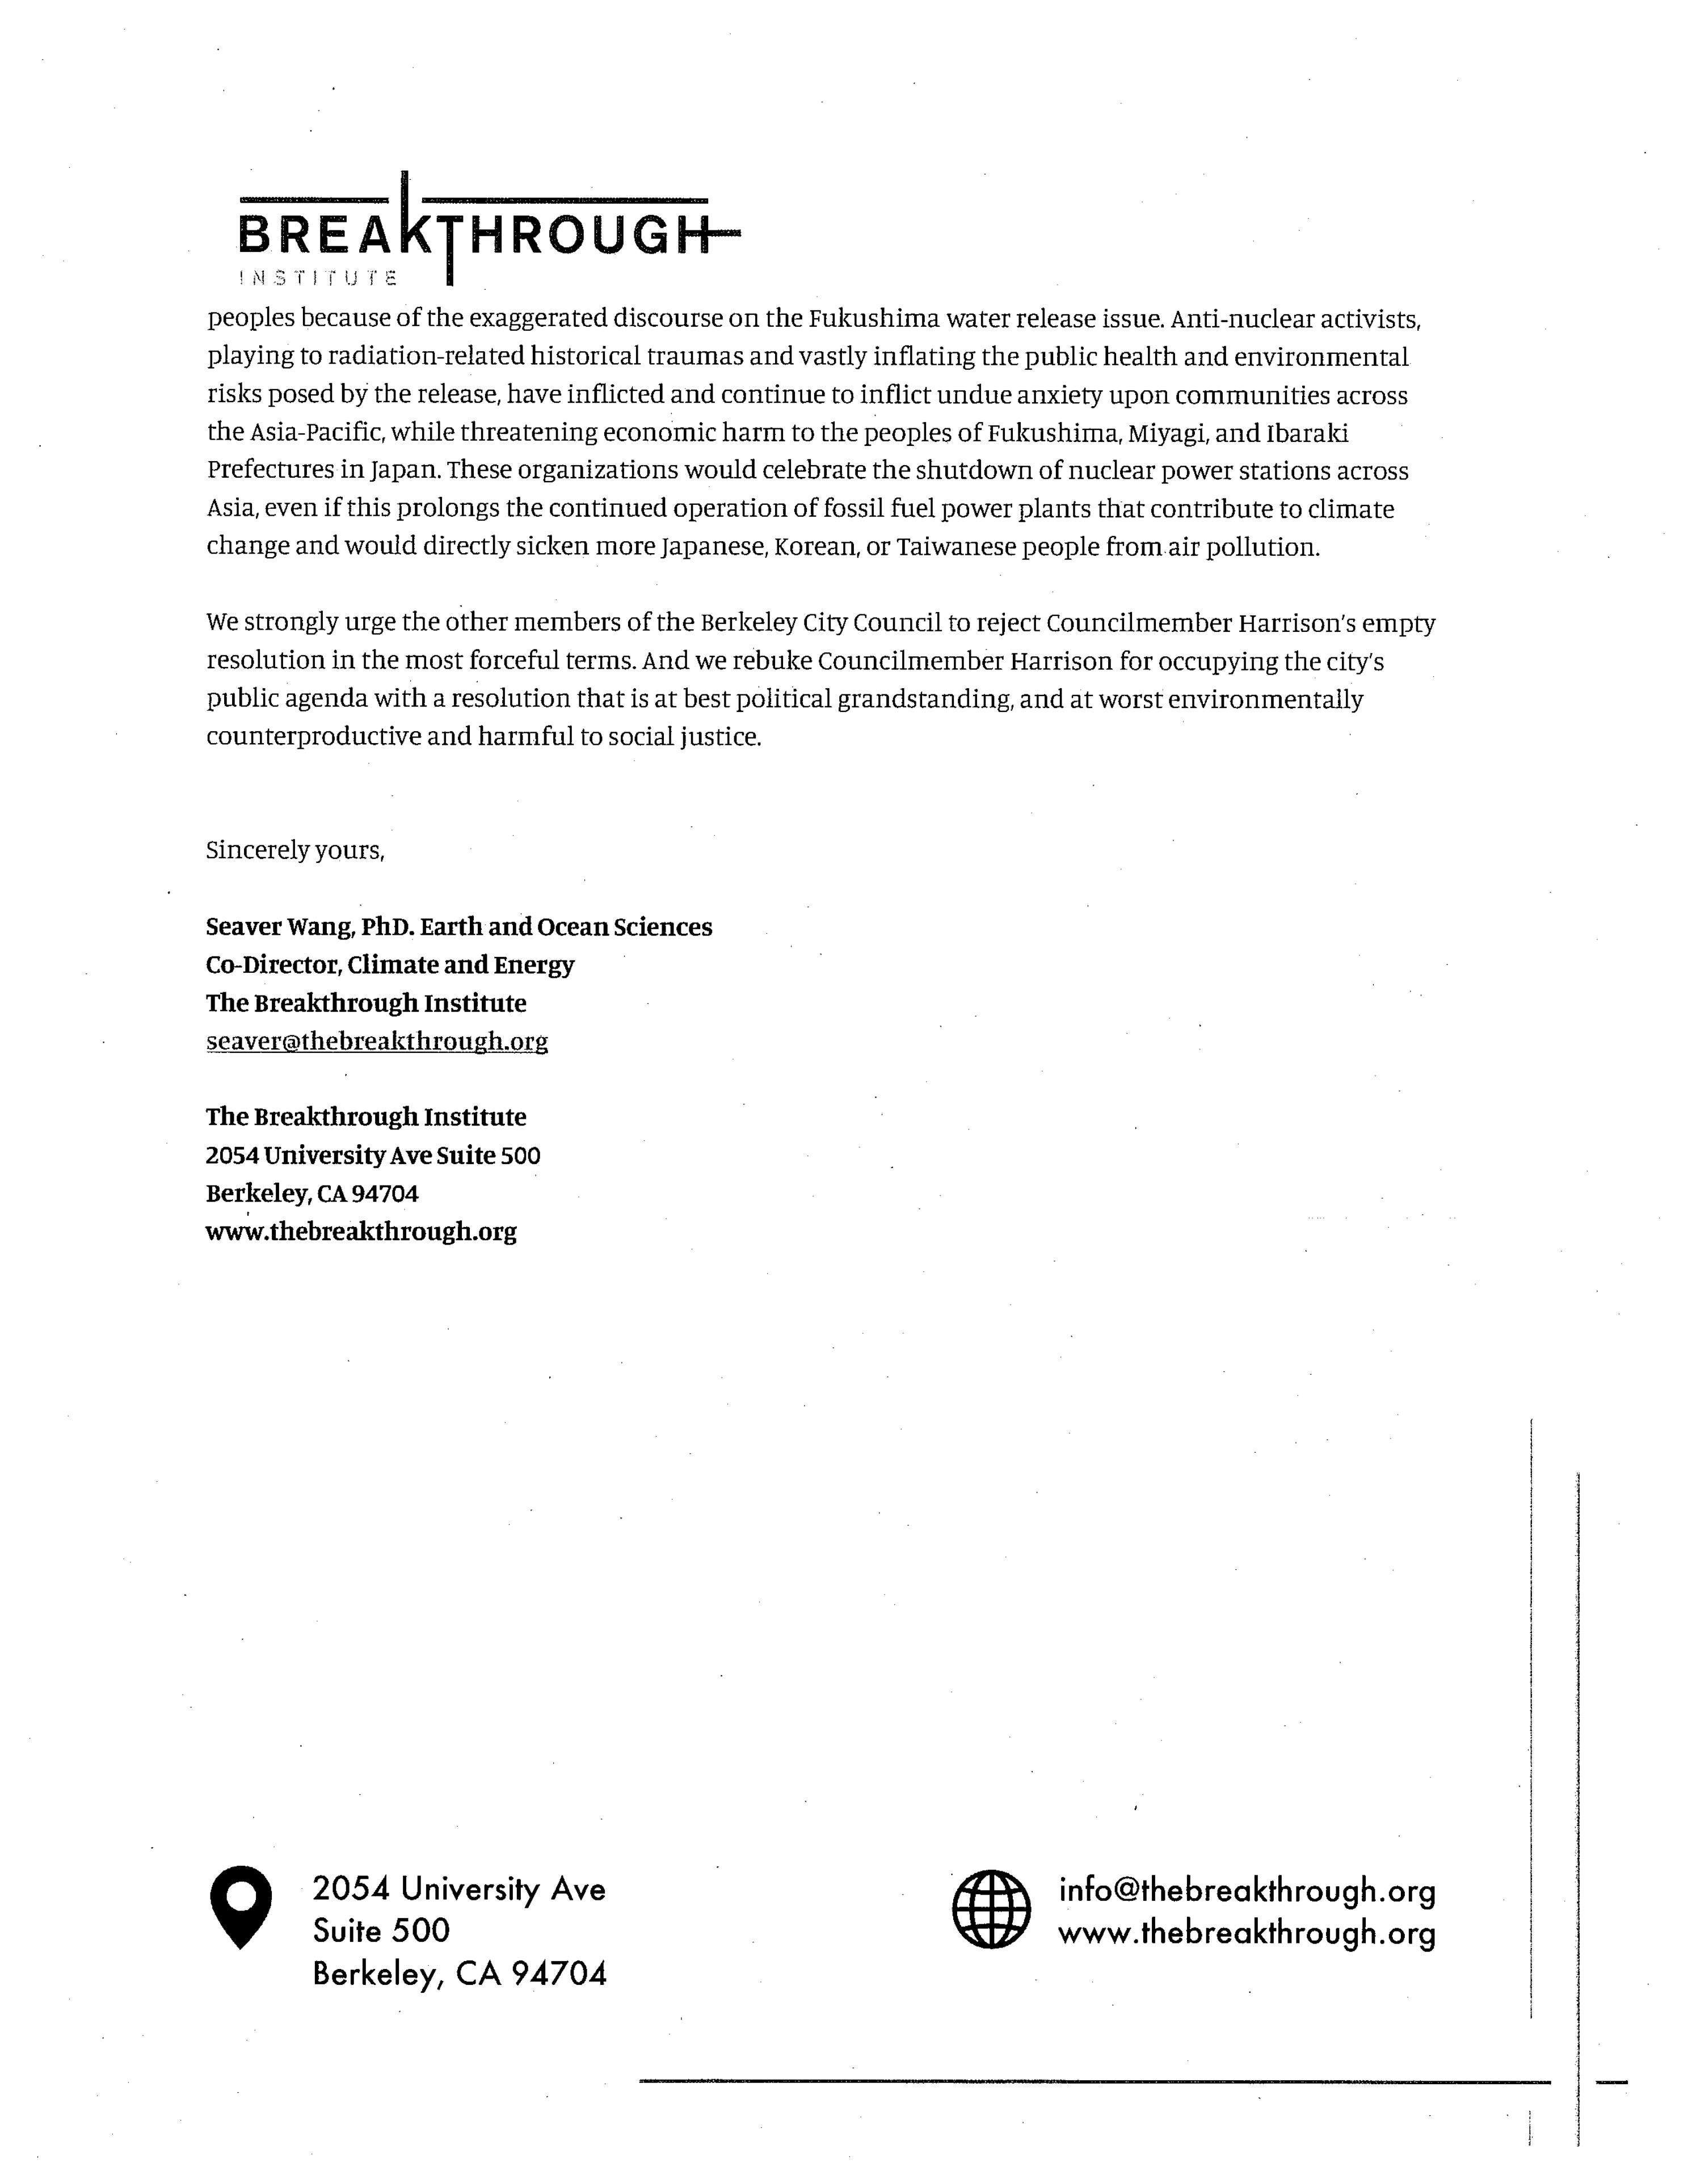 BREAKTHROUGH
INSTITUTE
peoples because of the exaggerated discourse on the Fukushima water release issue. Anti-nuclear activists,
playing to radiation-related historical traumas and vastly inflating the public health and environmental
risks posed by the release, have inflicted and continue to inflict undue anxiety upon communities across
the Asia-Pacific, while threatening economic harm to the peoples of Fukushima, Miyagi, and Ibaraki
Prefectures in Japan. These organizations would celebrate the shutdown of nuclear power stations across
Asia, even if this prolongs the continued operation of fossil fuel power plants that contribute to climate
change and would directly sicken more Japanese, Korean, or Taiwanese people from air pollution.
We strongly urge the other members of the Berkeley City Council to reject Councilmember Harrison's empty
resolution in the most forceful terms. And we rebuke Councilmember Harrison for occupying the city's
public agenda with a resolution that is at best political grandstanding, and at worst environmentally
counterproductive and harmful to social justice.
Sincerely yours,
Seaver Wang, PhD. Earth and Ocean Sciences
Co-Director, Climate and Energy
The Breakthrough Institute
seaver@thebreakthrough.org
The Breakthrough Institute
2054 University Ave Suite 500
Berkeley, CA 94704
www.thebreakthrough.org
2054 University Ave
Suite 500
Berkeley, CA 94704
info@thebreakthrough.org
www.thebreakthrough.org